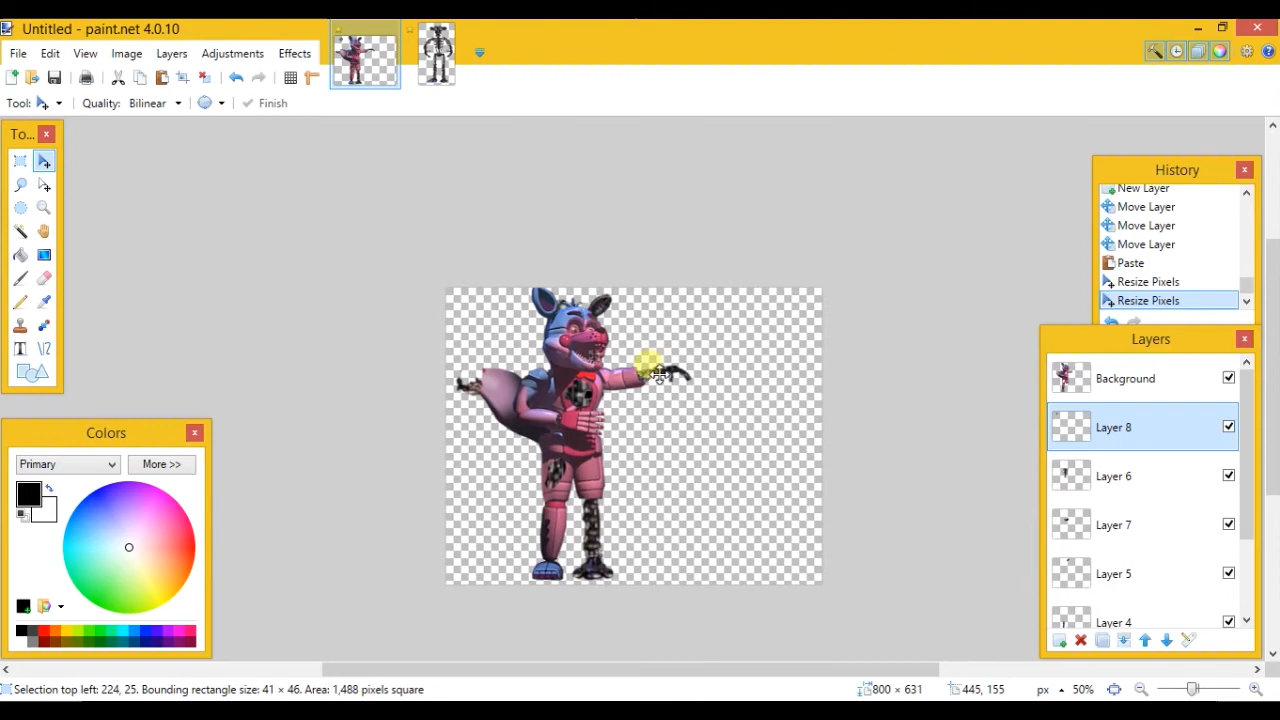 Untitled - paint.net 4.0.10
File Edit View Image Layers Adjustments Effects
Tool: Quality: Bilinear Finish
To...
History
New Layer
Move Layer
Move Layer
Move Layer
Paste
Resize Pixels
Resize Pixels
Layers
Background
Layer 8
Layer 6
Layer 7
Layer 5
Layer 4
Colors
Primary More >>
Selection top left: 224, 25. Bounding rectangle size: 41 × 46. Area: 1,488 pixels square 800 × 631 445, 155 px 50%